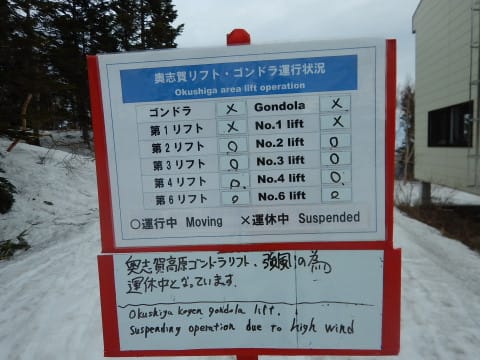 奥志賀リフト・ゴンドラ運行状況
Okushiga area lift operation
ゴンドラ × Gondola ×
第1リフト × No.1 lift ×
第2リフト ○ No.2 lift ○
第3リフト ○ No.3 lift ○
第4リフト ○ No.4 lift ○
第6リフト ○ No.6 lift ○
○運行中 Moving ×運休中 Suspended
奥志賀高原ゴンドラリフト、強風の為
運休中となっています.
Okushiga kogen gondola lift.
Suspending operation due to high wind